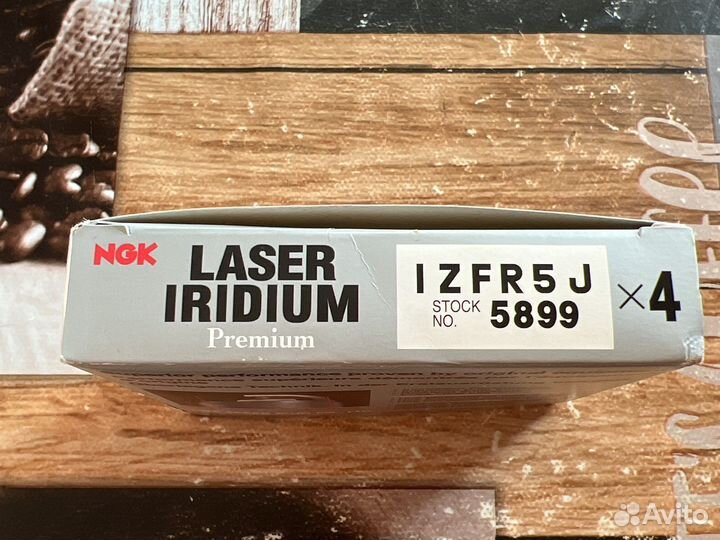 NGK
LASER
IRIDIUM
Premium
IZFR5J
STOCK NO. 5899
×4
Avito